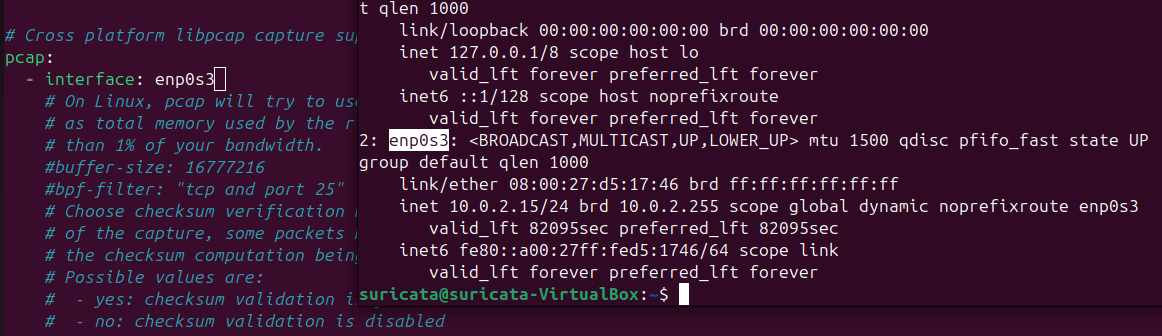 # Cross platform libpcap capture sup
pcap:
- interface: enp0s3
# On Linux, pcap will try to use
# as total memory used by the r
# than 1% of your bandwidth.
#buffer-size: 16777216
#bpf-filter: "tcp and port 25"
# Choose checksum verification
# of the capture, some packets
# the checksum computation bein
# Possible values are:
#  - yes: checksum validation i
#  - no: checksum validation is disabled
t qlen 1000
link/loopback 00:00:00:00:00:00 brd 00:00:00:00:00:00
inet 127.0.0.1/8 scope host lo
valid_lft forever preferred_lft forever
inet6 ::1/128 scope host noprefixroute
valid_lft forever preferred_lft forever
2: enp0s3: <BROADCAST,MULTICAST,UP,LOWER_UP> mtu 1500 qdisc pfifo_fast state UP
group default qlen 1000
link/ether 08:00:27:d5:17:46 brd ff:ff:ff:ff:ff:ff
inet 10.0.2.15/24 brd 10.0.2.255 scope global dynamic noprefixroute enp0s3
valid_lft 82095sec preferred_lft 82095sec
inet6 fe80::a00:27ff:fed5:1746/64 scope link
valid_lft forever preferred_lft forever
suricata@suricata-VirtualBox:~$